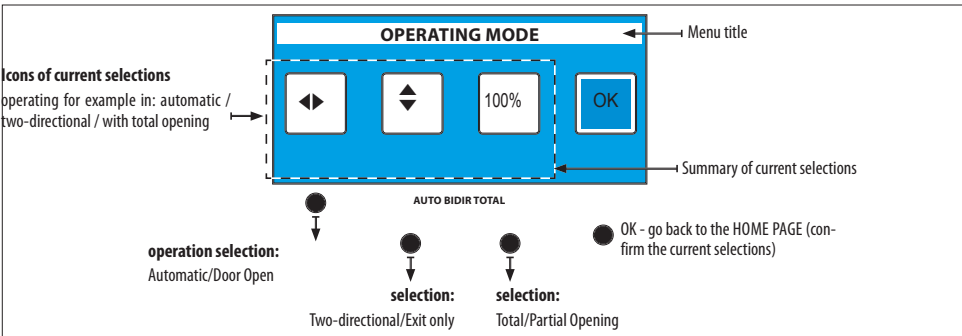 OPERATING MODE
Menu title
Icons of current selections
operating for example in: automatic /
two-directional / with total opening
100%
OK
Summary of current selections
AUTO BIDIR TOTAL
OK - go back to the HOME PAGE (con-
firm the current selections)
operation selection:
Automatic/Door Open
selection:
Two-directional/Exit only
selection:
Total/Partial Opening